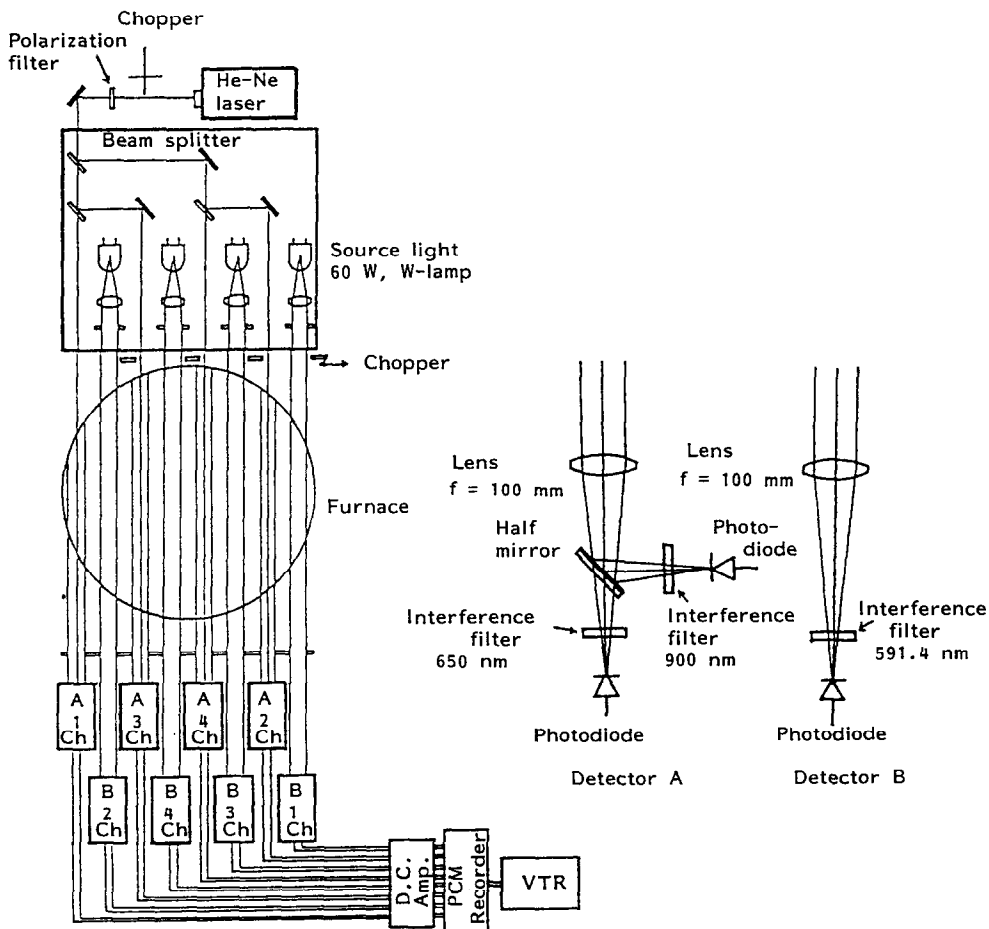 Chopper
Polarization
filter
He-Ne
laser
Beam splitter
Source light
60 W, W-lamp
Chopper
Furnace
Lens
f = 100 mm
Half
mirror
Photo-
diode
Interference
filter
650 nm
Interference
filter
900 nm
Photodiode
Detector A
Lens
f = 100 mm
Interference
filter
591.4 nm
Photodiode
Detector B
A
1
Ch
A
3
Ch
A
4
Ch
A
2
Ch
B
2
Ch
B
4
Ch
B
3
Ch
B
1
Ch
D.C.
Amp.
PCM
Recorder
VTR